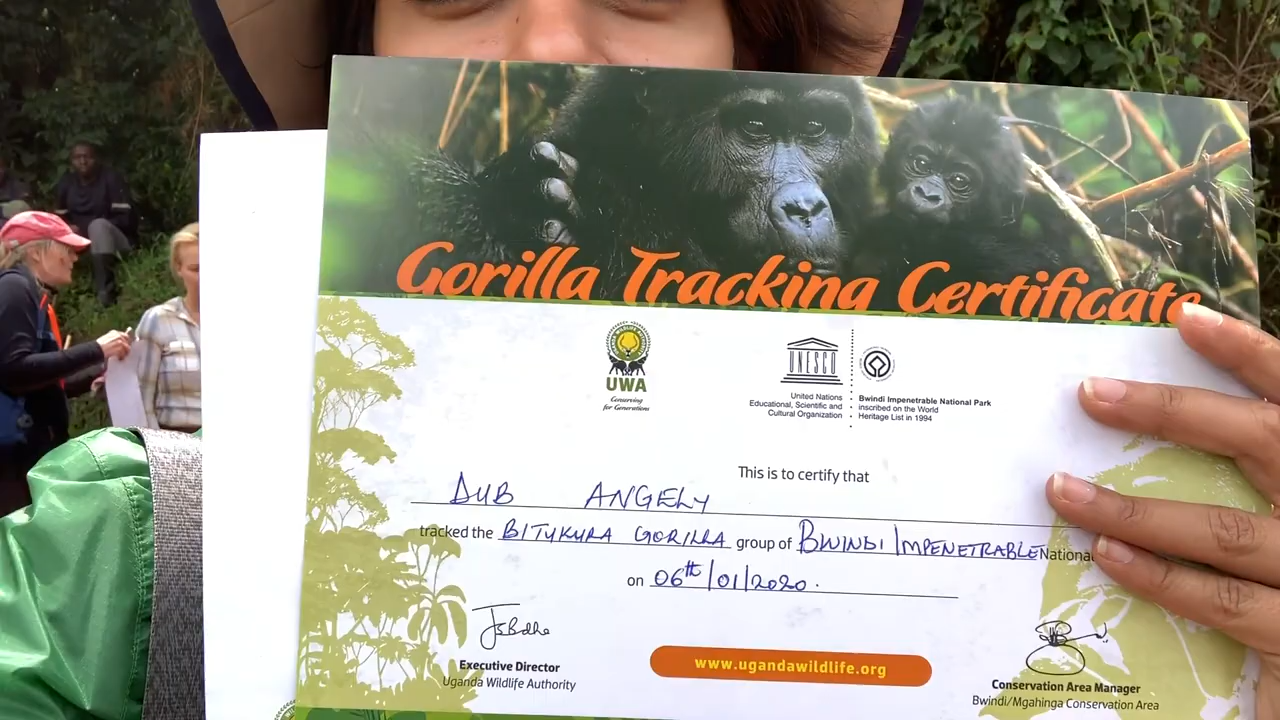 Gorilla Tracking Certificate
UWA
Conserving
for Generations
UNESCO
United Nations
Educational, Scientific and
Cultural Organization
Bwindi Impenetrable National Park
inscribed on the World
Heritage List in 1994
This is to certify that
DUB ANGELY
tracked the BITUKURA GORILLA group of BWINDI IMPENETRABLE National
on 06th/01/2020.
Executive Director
Uganda Wildlife Authority
www.ugandawildlife.org
Conservation Area Manager
Bwindi/Mgahinga Conservation Area